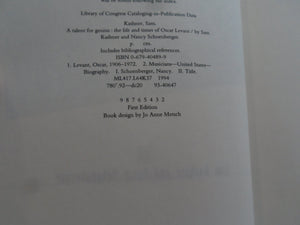 Library of Congress Cataloging-in-Publication Data
Kashner, Sam.
A talent for genius : the life and times of Oscar Levant / by Sam
Kashner and Nancy Schoenberger.
p. cm.
Includes bibliographical references.
ISBN 0-679-40489-9
1. Levant, Oscar, 1906-1972. 2. Musicians—United States—
Biography. I. Schoenberger, Nancy. II. Title.
ML417.L64K37 1994
780'.92—dc20 93-40647
9 8 7 6 5 4 3 2
First Edition
Book design by Jo Anne Metsch